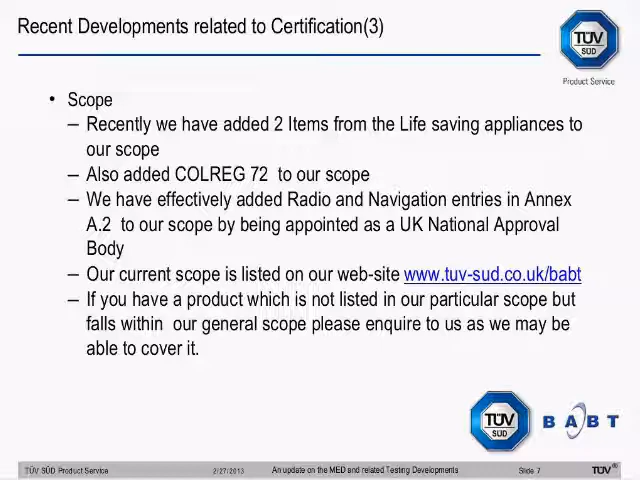 Recent Developments related to Certification(3)
TÜV
SÜD
Product Service
• Scope
– Recently we have added 2 Items from the Life saving appliances to
our scope
– Also added COLREG 72 to our scope
– We have effectively added Radio and Navigation entries in Annex
A.2 to our scope by being appointed as a UK National Approval
Body
– Our current scope is listed on our web-site www.tuv-sud.co.uk/babt
– If you have a product which is not listed in our particular scope but
falls within our general scope please enquire to us as we may be
able to cover it.
TÜV
SÜD
BABT
TÜV SÜD Product Service 2/27/2013 An update on the MED and related Testing Developments Slide 7 TÜV®